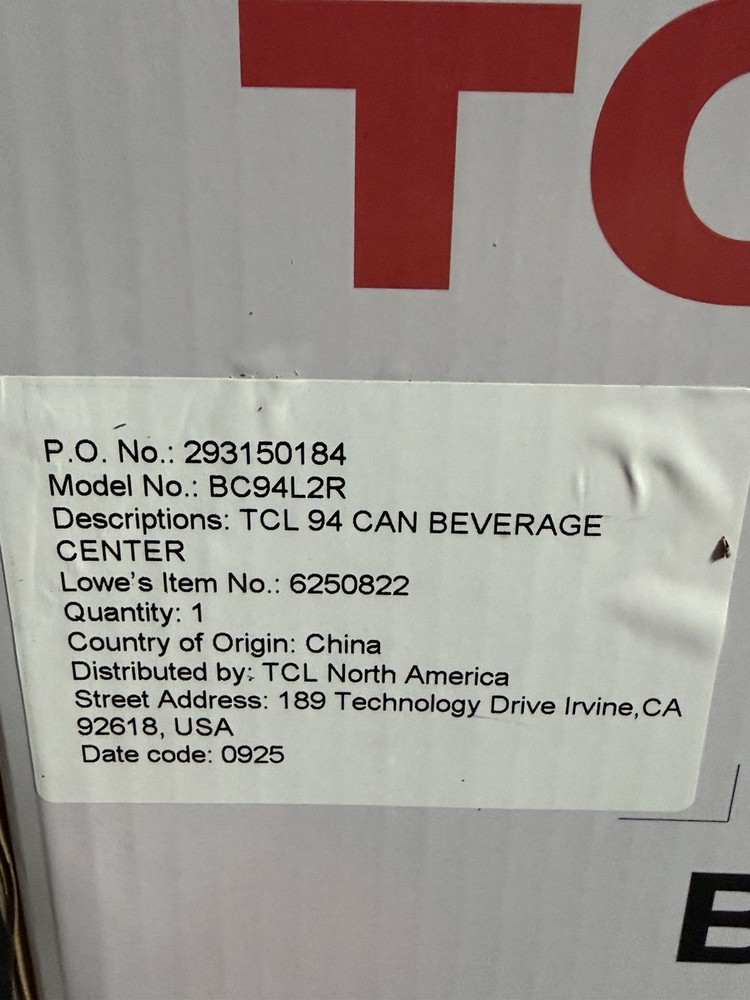 TC
P.O. No.: 293150184
Model No.: BC94L2R
Descriptions: TCL 94 CAN BEVERAGE
CENTER
Lowe's Item No.: 6250822
Quantity: 1
Country of Origin: China
Distributed by: TCL North America
Street Address: 189 Technology Drive Irvine,CA
92618, USA
Date code: 0925
B